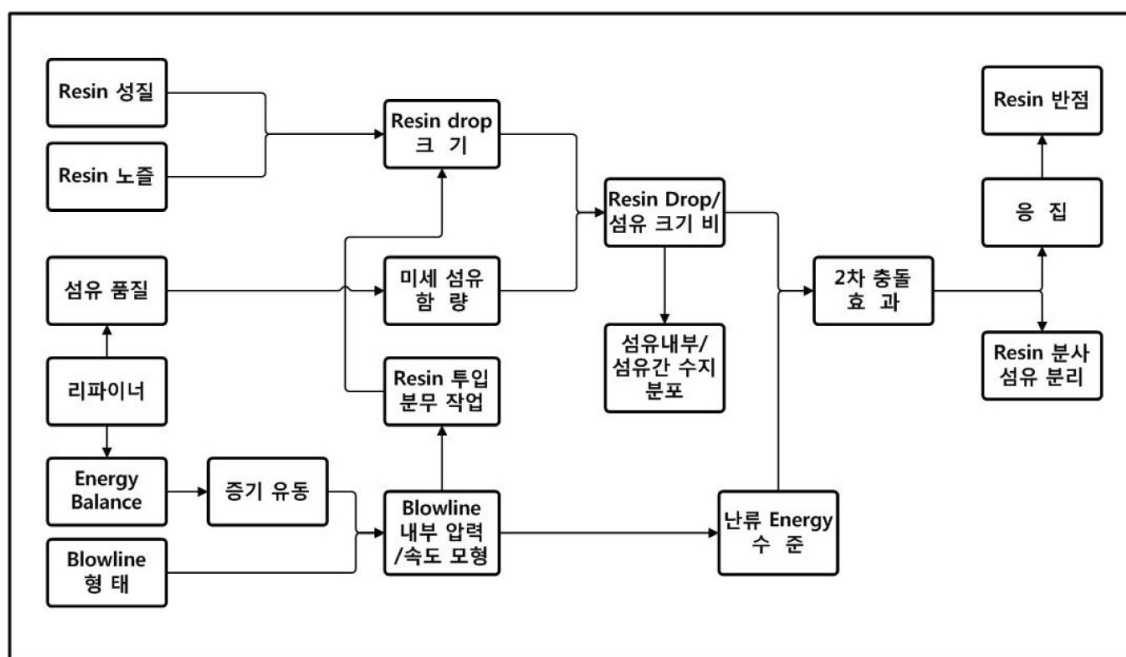 Resin 성질
Resin 노즐
Resin drop
크 기
Resin 반점
응 집
Resin Drop/
섬유 크기 비
섬유 품질
미세 섬유
함 량
2차 충돌
효 과
섬유내부/
섬유간 수지
분포
Resin 분사
섬유 분리
리파이너
Resin 투입
분무 작업
Energy
Balance
증기 유동
Blowline
내부 압력
/속도 모형
난류 Energy
수 준
Blowline
형 태